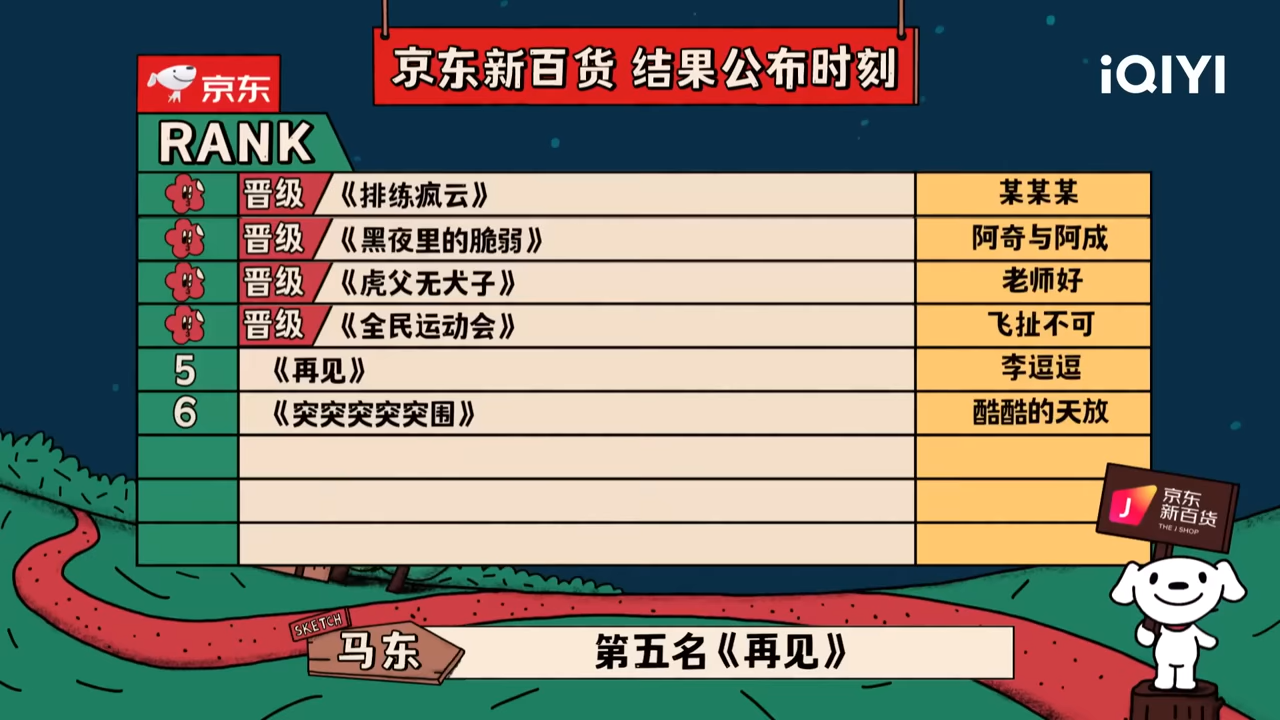 京东新百货 结果公布时刻
iQIYI
京东
RANK
晋级 《排练疯云》 某某某
晋级 《黑夜里的脆弱》 阿奇与阿成
晋级 《虎父无犬子》 老师好
晋级 《全民运动会》 飞扯不可
5 《再见》 李逗逗
6 《突突突突突围》 酷酷的天放
J 京东
新百货
THE J SHOP
SKETCH
马东 第五名《再见》